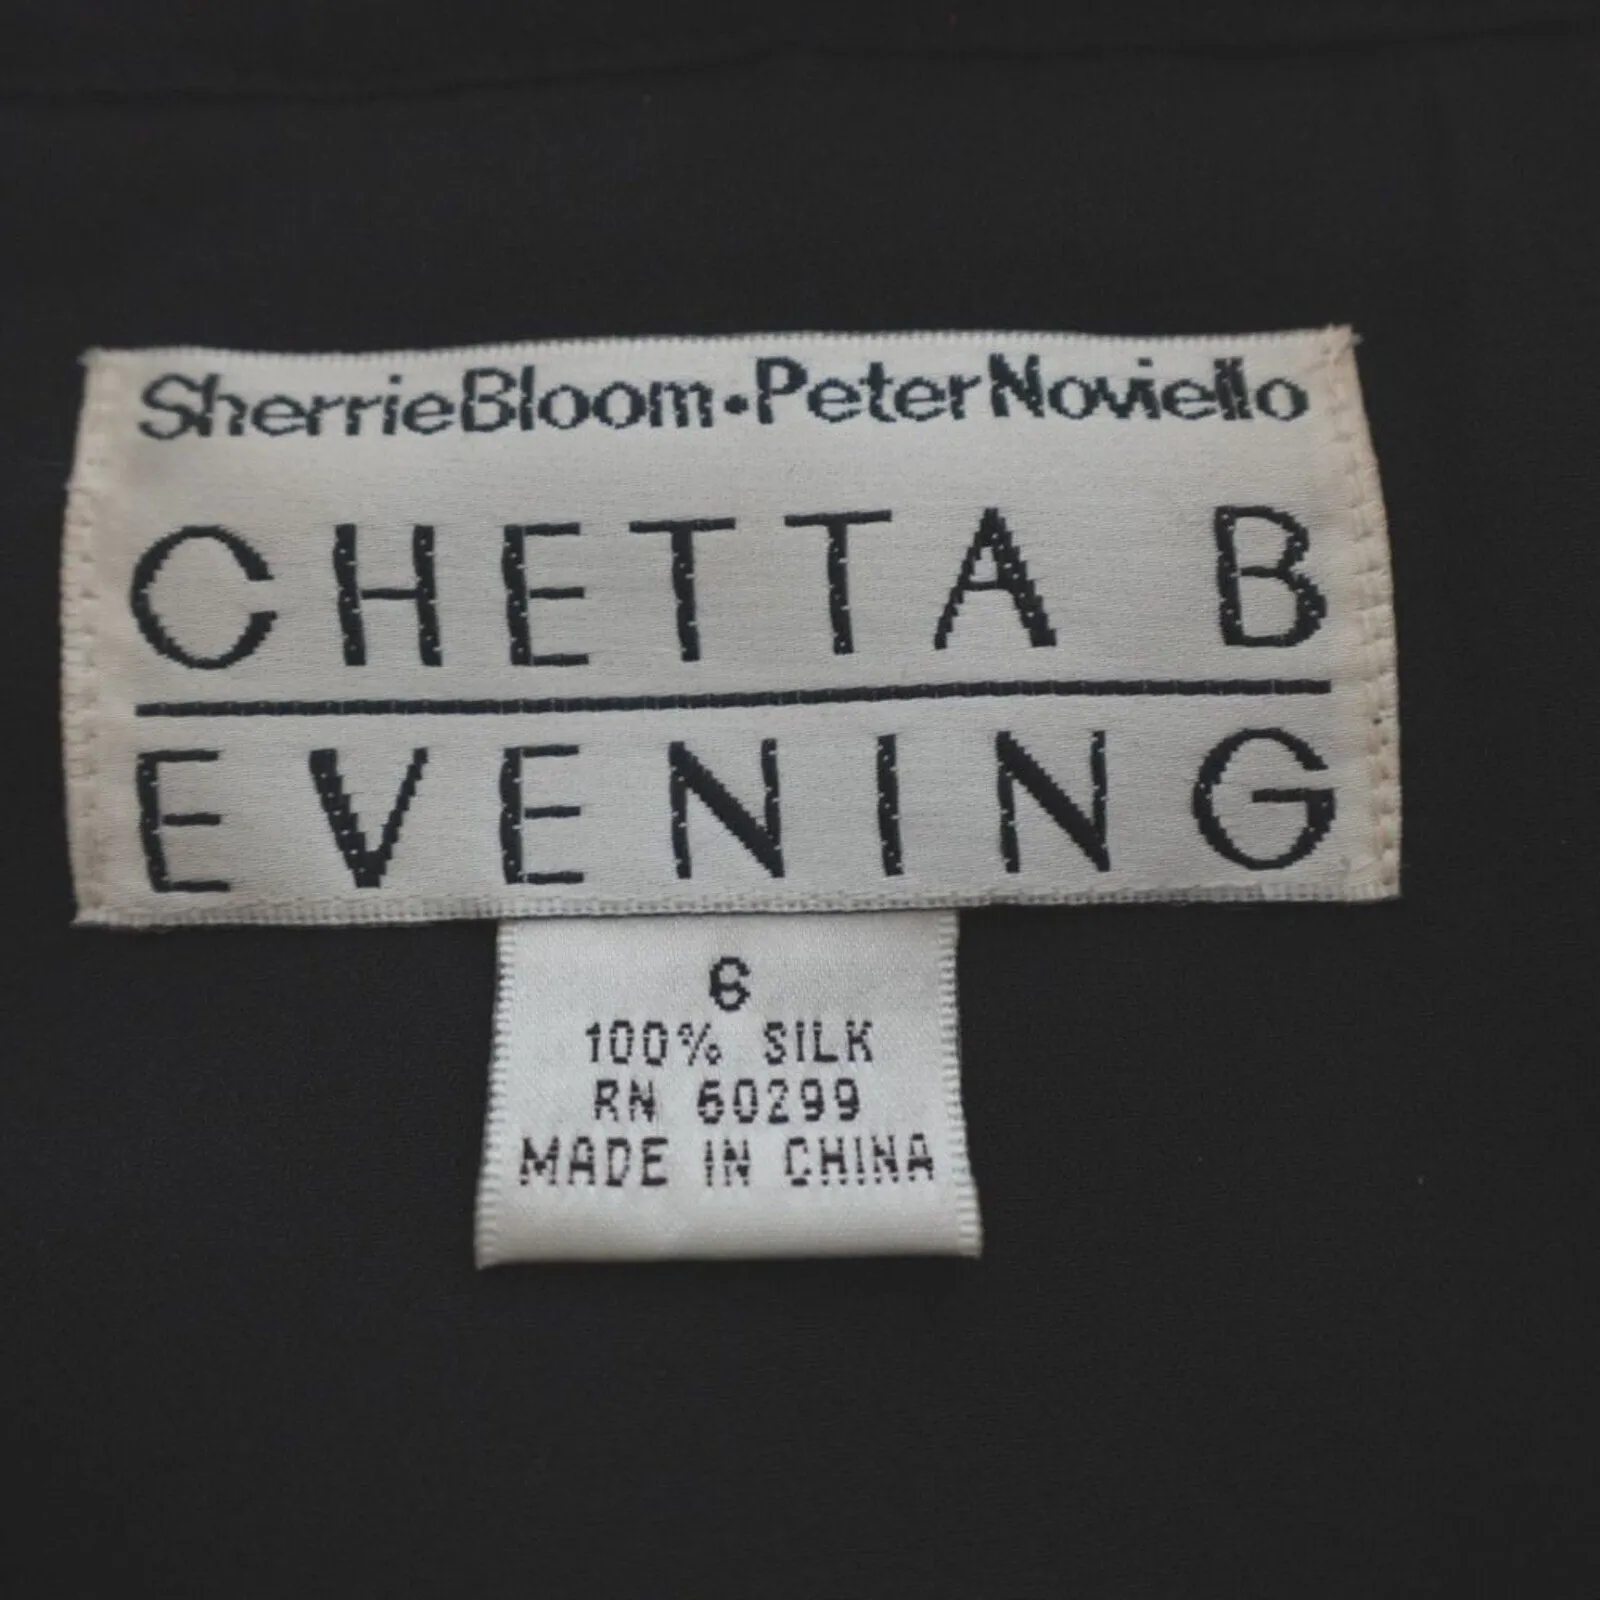 SherrieBloom•PeterNoviello
CHETTA B
EVENING
6
100% SILK
RN 60299
MADE IN CHINA